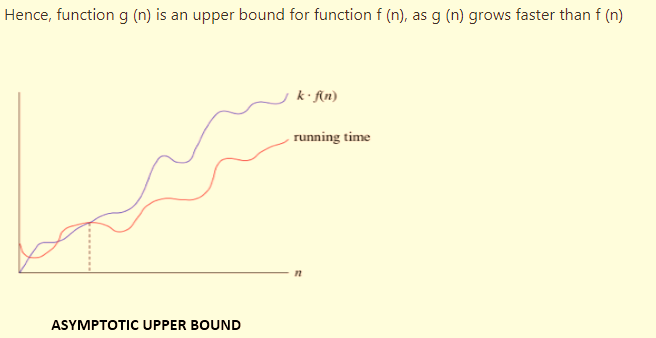 Hence, function g (n) is an upper bound for function f (n), as g (n) grows faster than f (n)
k · f(n)
running time
n
ASYMPTOTIC UPPER BOUND